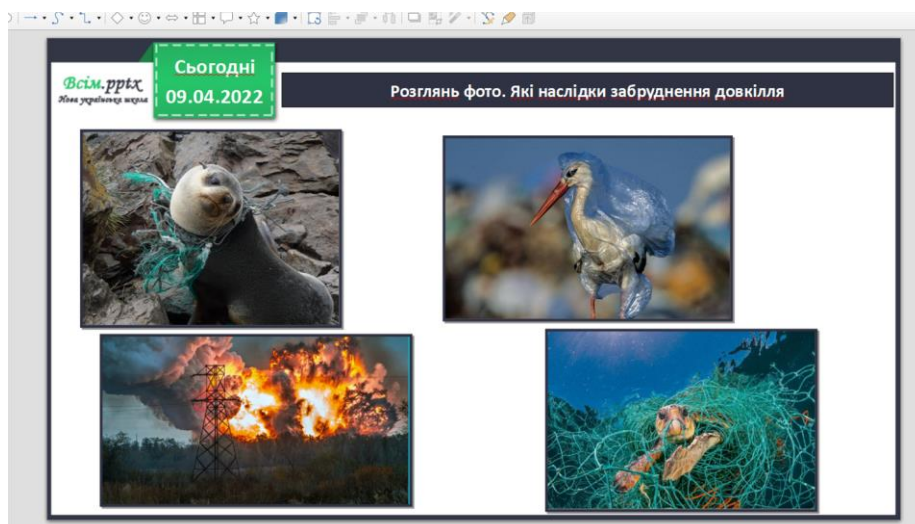 Всім.pptx
Нова українська школа
Сьогодні
09.04.2022
Розглянь фото. Які наслідки забруднення довкілля